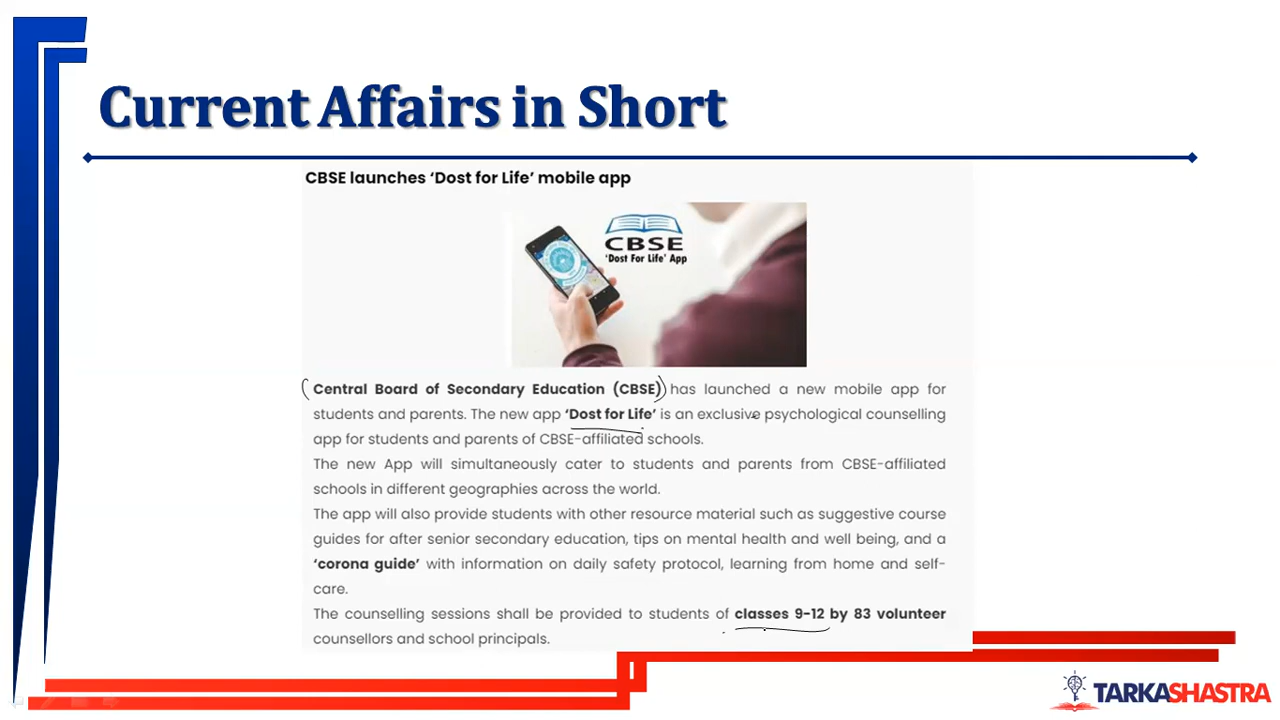 Current Affairs in Short
CBSE launches ‘Dost for Life’ mobile app
CBSE
‘Dost For Life’ App
Central Board of Secondary Education (CBSE) has launched a new mobile app for
students and parents. The new app ‘Dost for Life’ is an exclusive psychological counselling
app for students and parents of CBSE-affiliated schools.
The new App will simultaneously cater to students and parents from CBSE-affiliated
schools in different geographies across the world.
The app will also provide students with other resource material such as suggestive course
guides for after senior secondary education, tips on mental health and well being, and a
‘corona guide’ with information on daily safety protocol, learning from home and self-
care.
The counselling sessions shall be provided to students of classes 9-12 by 83 volunteer
counsellors and school principals.
TARKASHASTRA